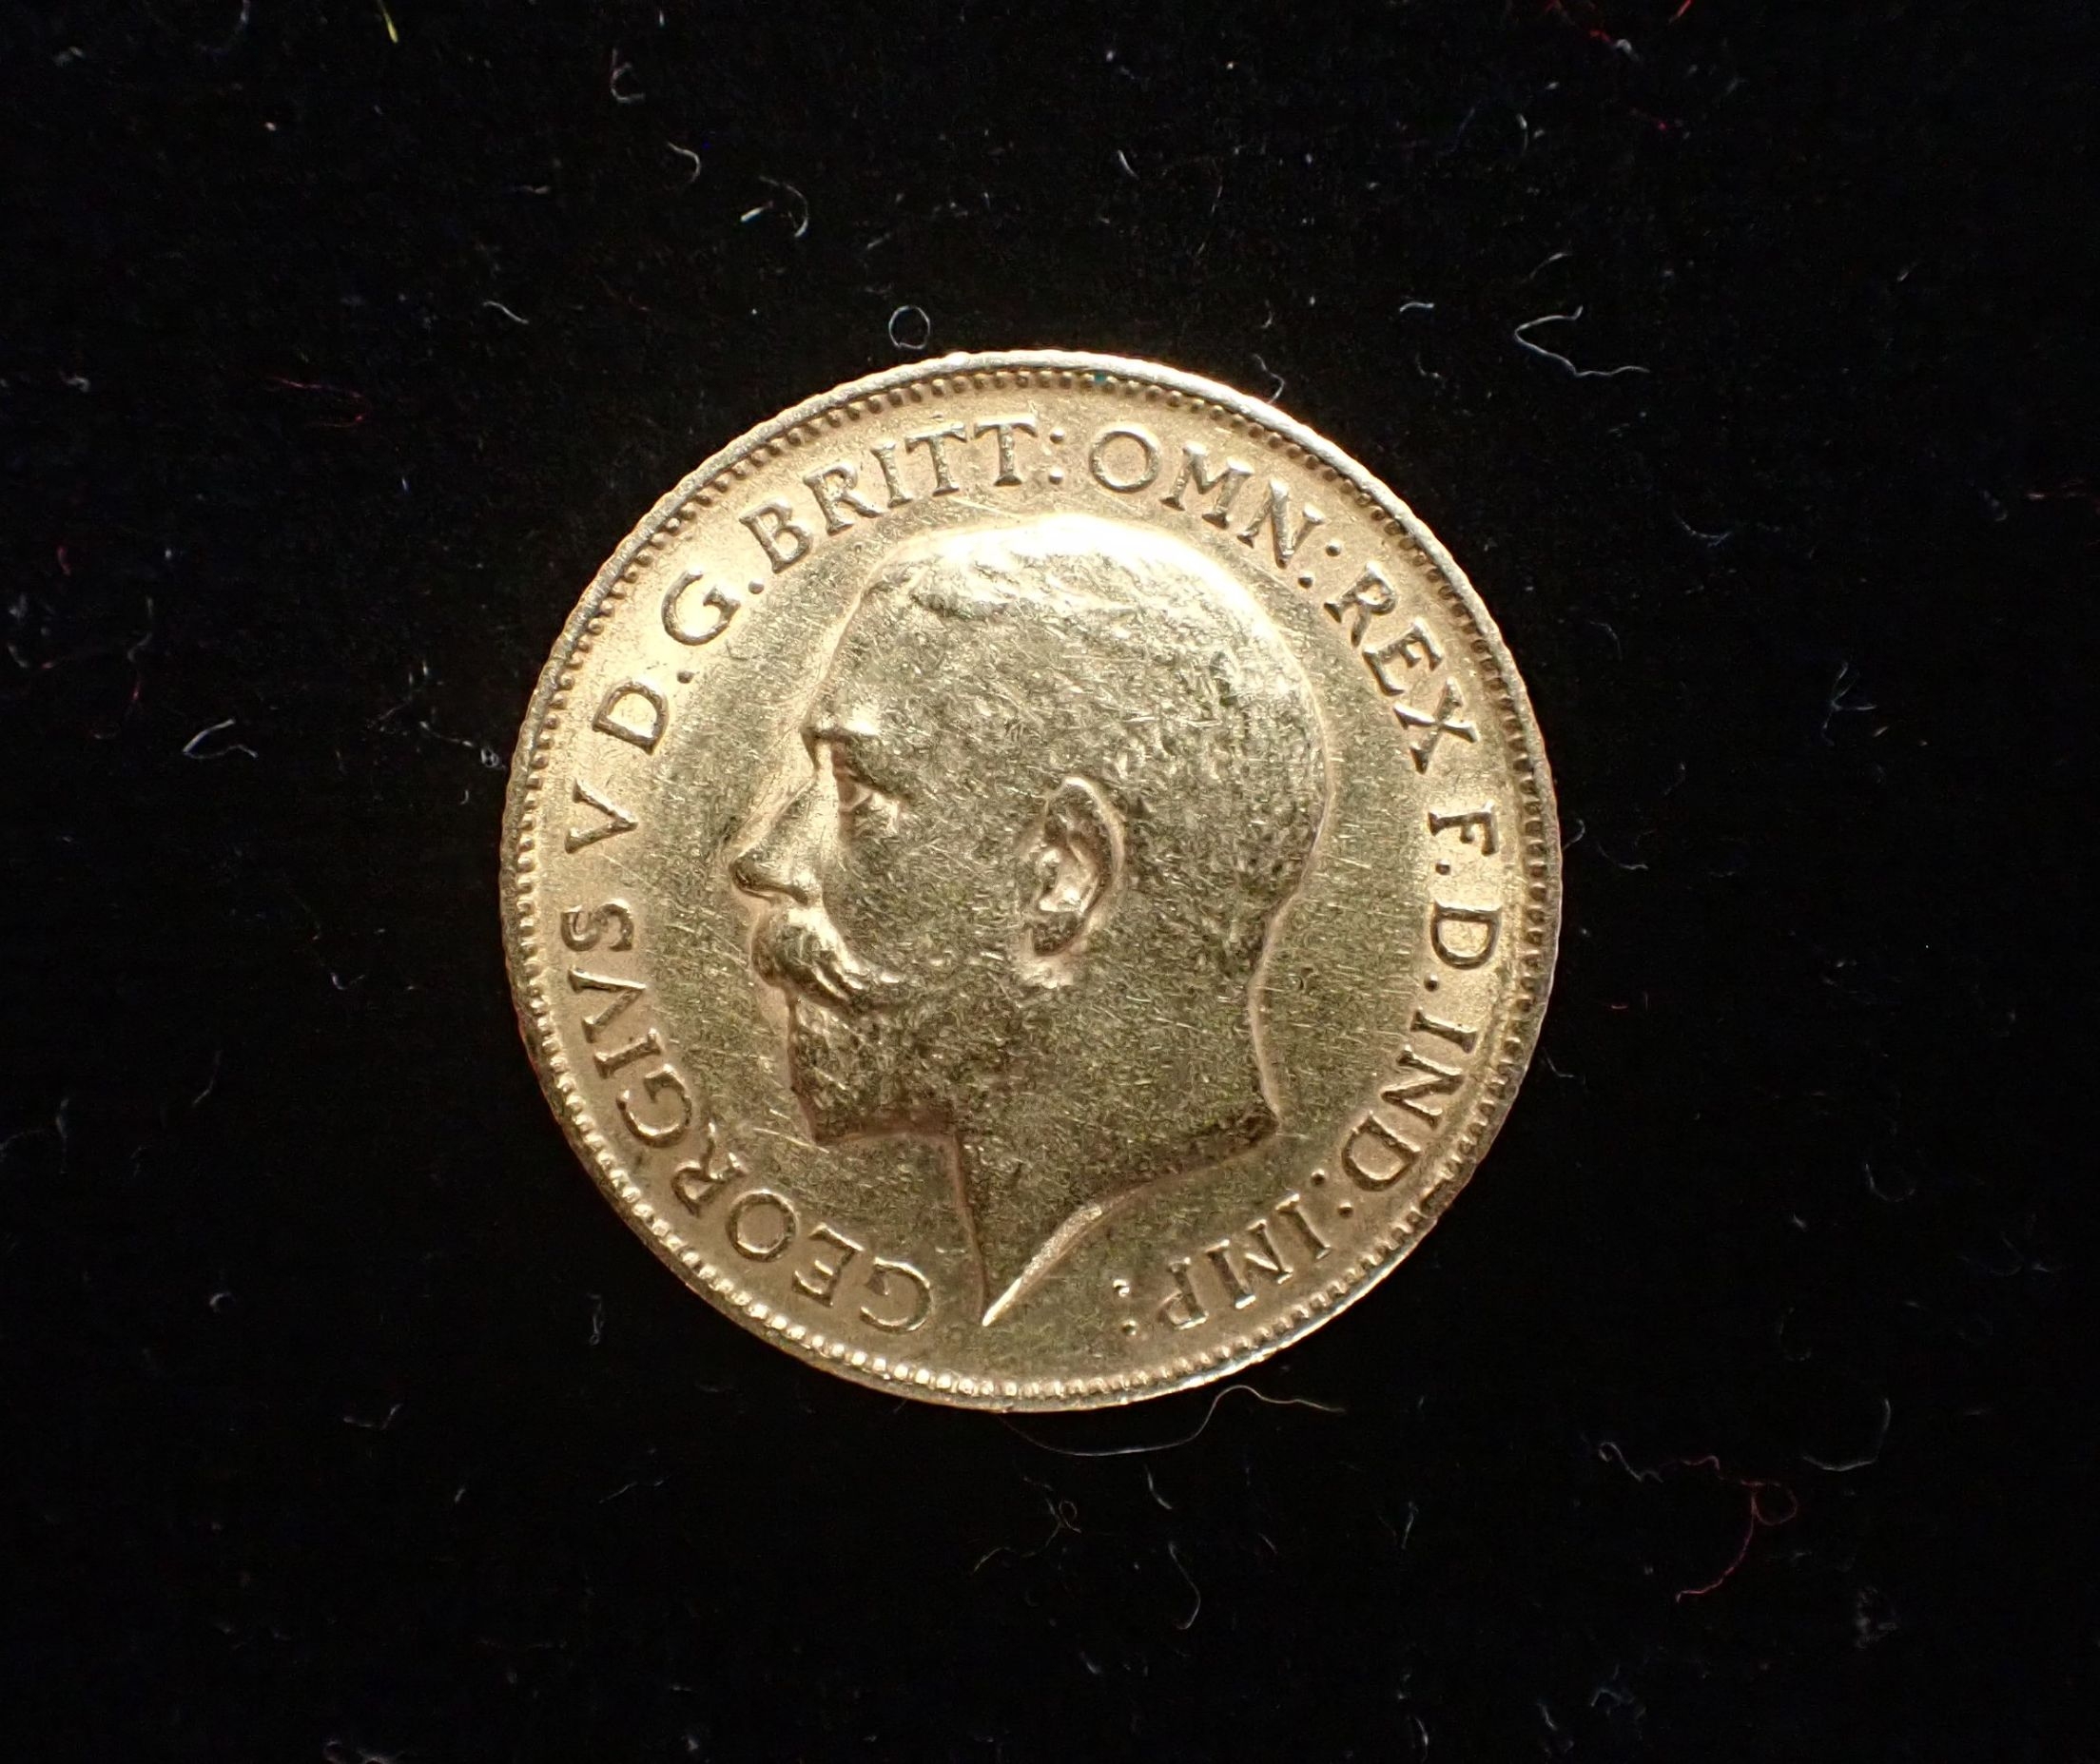 GEORGIVS V D.G.BRITT: OMN: REX F.D. IND: IMP: